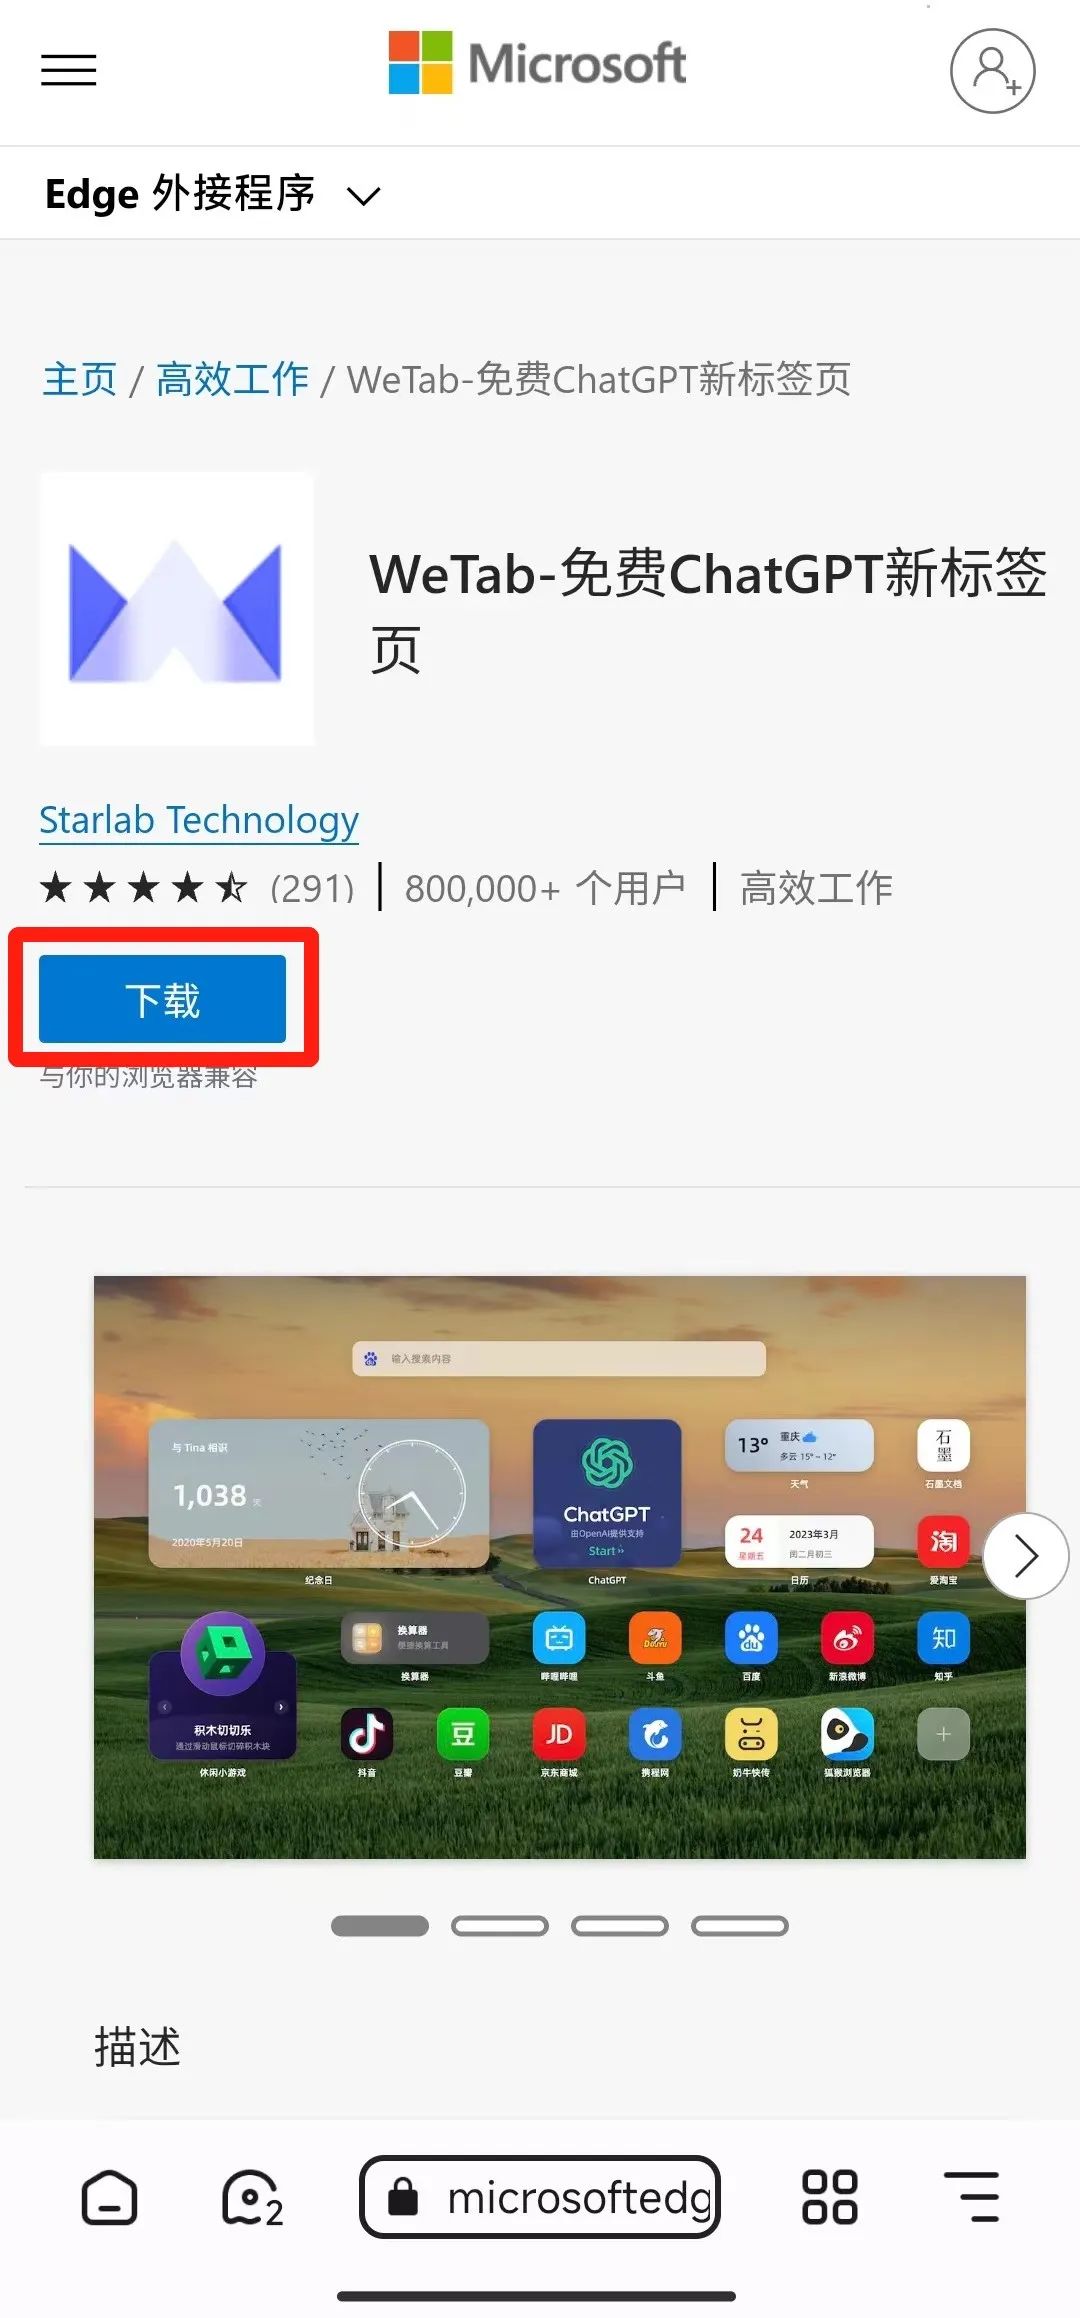 Microsoft
Edge 外接程序
主页 / 高效工作 / WeTab-免费ChatGPT新标签页
WeTab-免费ChatGPT新标签
页
Starlab Technology
(291) 800,000+ 个用户 高效工作
下载
与你的浏览器兼容
输入搜索内容
与 Tina 相识
1,038 天
2020年5月20日
纪念日
ChatGPT
由OpenAI提供支持
Start
ChatGPT
13° 重庆
多云 15° ~ 12°
天气
石墨
石墨文档
24 2023年3月
星期五 闰二月初三
日历
淘
爱淘宝
积木切切乐
通过滑动鼠标切碎积木块
休闲小游戏
换算器
便捷换算工具
换算器
哔哩哔哩
DOUYU
斗鱼
du
百度
新浪微博
知
知乎
抖音
豆
豆瓣
JD
京东商城
携程网
奶牛快传
狐猴浏览器
描述
2
microsoftedg